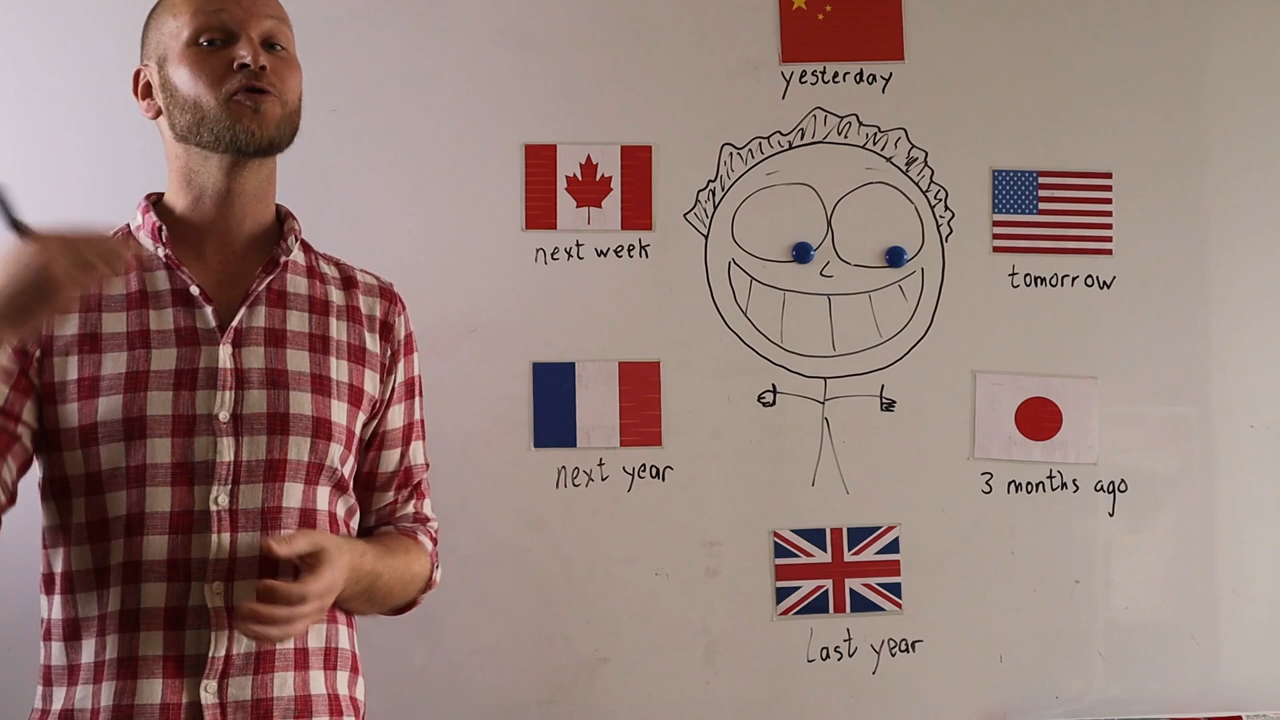 yesterday
next week
tomorrow
next year
3 months ago
Last year